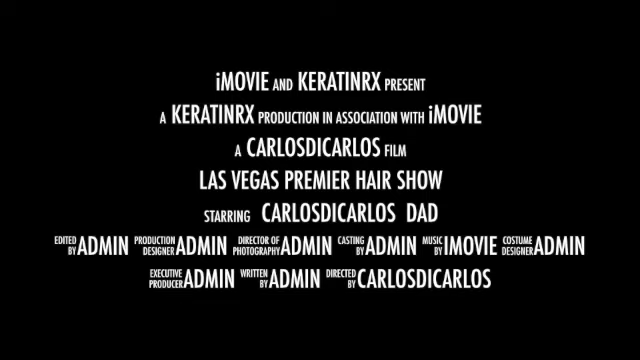 iMOVIE AND KERATINRX PRESENT
A KERATINRX PRODUCTION IN ASSOCIATION WITH iMOVIE
A CARLOSDICARLOS FILM
LAS VEGAS PREMIER HAIR SHOW
STARRING CARLOSDICARLOS DAD
EDITED BY ADMIN PRODUCTION DESIGNER ADMIN DIRECTOR OF PHOTOGRAPHY ADMIN CASTING BY ADMIN MUSIC BY IMOVIE COSTUME DESIGNER ADMIN
EXECUTIVE PRODUCER ADMIN WRITTEN BY ADMIN DIRECTED BY CARLOSDICARLOS